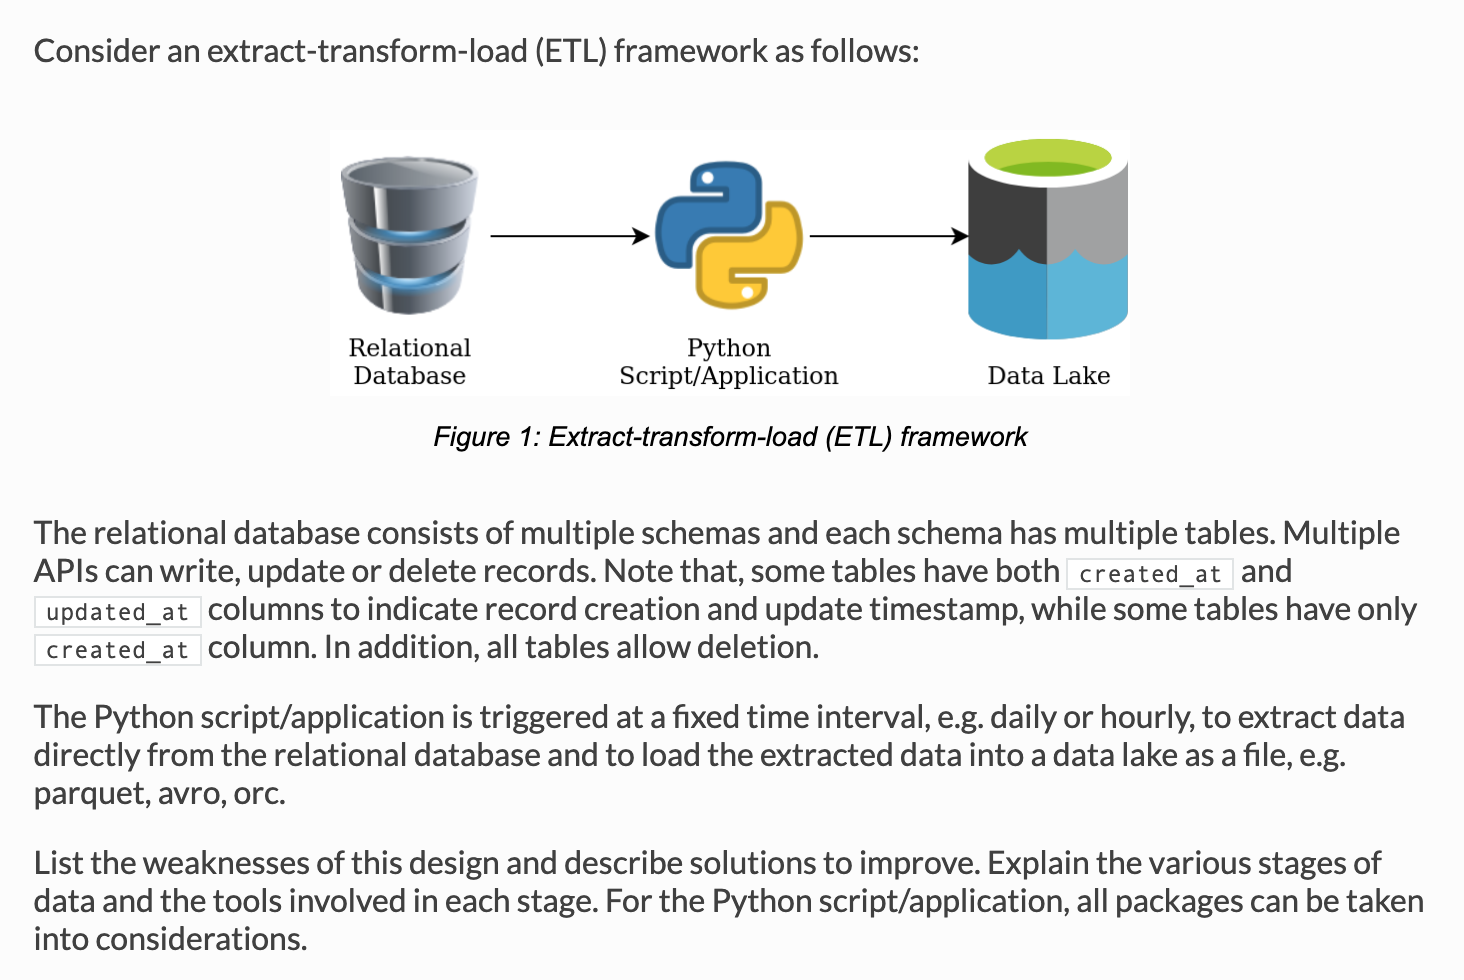 Consider an extract-transform-load (ETL) framework as follows:
Relational
Database
Python
Script/Application
Data Lake
Figure 1: Extract-transform-load (ETL) framework
The relational database consists of multiple schemas and each schema has multiple tables. Multiple
APIs can write, update or delete records. Note that, some tables have both created_at and
updated_at columns to indicate record creation and update timestamp, while some tables have only
created_at column. In addition, all tables allow deletion.
The Python script/application is triggered at a fixed time interval, e.g. daily or hourly, to extract data
directly from the relational database and to load the extracted data into a data lake as a file, e.g.
parquet, avro, orc.
List the weaknesses of this design and describe solutions to improve. Explain the various stages of
data and the tools involved in each stage. For the Python script/application, all packages can be taken
into considerations.